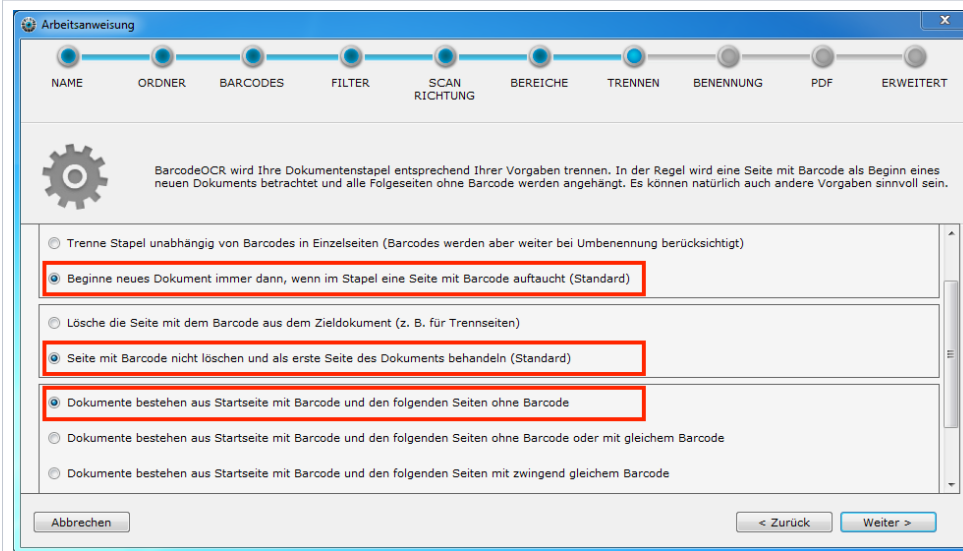 Arbeitsanweisung
NAME
ORDNER
BARCODES
FILTER
SCAN
RICHTUNG
BEREICHE
TRENNEN
BENENNUNG
PDF
ERWEITERT
BarcodeOCR wird Ihre Dokumentenstapel entsprechend Ihrer Vorgaben trennen. In der Regel wird eine Seite mit Barcode als Beginn eines
neuen Dokuments betrachtet und alle Folgeseiten ohne Barcode werden angehängt. Es können natürlich auch andere Vorgaben sinnvoll sein.
Trenne Stapel unabhängig von Barcodes in Einzelseiten (Barcodes werden aber weiter bei Umbenennung berücksichtigt)
Beginne neues Dokument immer dann, wenn im Stapel eine Seite mit Barcode auftaucht (Standard)
Lösche die Seite mit dem Barcode aus dem Zieldokument (z. B. für Trennseiten)
Seite mit Barcode nicht löschen und als erste Seite des Dokuments behandeln (Standard)
Dokumente bestehen aus Startseite mit Barcode und den folgenden Seiten ohne Barcode
Dokumente bestehen aus Startseite mit Barcode und den folgenden Seiten ohne Barcode oder mit gleichem Barcode
Dokumente bestehen aus Startseite mit Barcode und den folgenden Seiten mit zwingend gleichem Barcode
Abbrechen
< Zurück
Weiter >